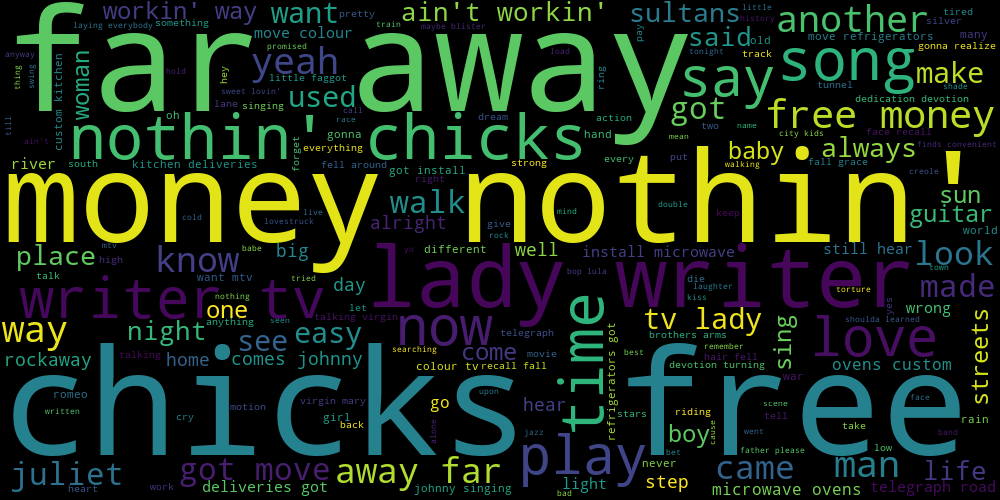 far away
money nothin'
chicks free
lady writer
nothin' chicks
writer tv
song
say
now
time
play
love
free money
another
make
want
workin' way
ain't workin'
sultans
said
old
move refrigerators
gonna realize
tired
silver
many
little
history
laying everybody
something
pretty
train
maybe blister
move colour
promised
yeah
little faggot
load
pay
tonight
track
tunnel
dedication devotion
shade
anyway
thing
swing
custom kitchen
woman
hold
hey
sweet lovin'
used
lane
singing
call
race
ring
action
got
two
name
city kids
face recall
finds convenient
till
ain't
oh
gonna
everything
dream
hand
mean
baby
always
river
south
kitchen deliveries
forget
fell around
got install
strong
every
put
walking
fall grace
creole
right
walk
mind
double
keep
sun
guitar
world
cold
lovestruck
live
alright
give
rock
place
mtv
high
know
babe
big
yo
different
well
install microwave
still hear
look
town
talk
want mtv
tried
day
bop lula
die
laughter
kiss
torture
made
nothing
seen
let
one
anything
talking virgin
yes
shoulda learned
wrong
way
night
see
easy
telegraph
tv lady
brothers arms
sing
streets
rockaway
talking
home
comes johnny
searching
come
movie
refrigerators got
best
remember
hair fell
devotion turning
war
ovens custom
colour tv
recall fall
romeo
written
motion
virgin mary
upon
hear
stars
riding
scene
face
cry
girl
back
go
aime
jazz
boy
cause
tell
take
rain
went
band
bet
father please
low
juliet
heart
work
got move
deliveries got
away far
johnny singing
light
bad
never
step
came
microwave ovens
man
life
telegraph road